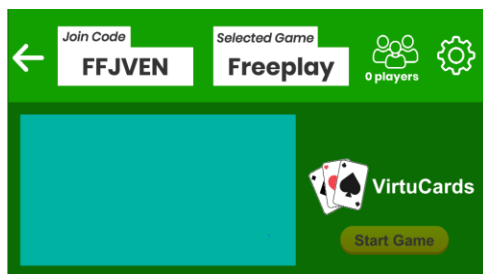 Join Code
FFJVEN
Selected Game
Freeplay
0 players
VirtuCards
Start Game